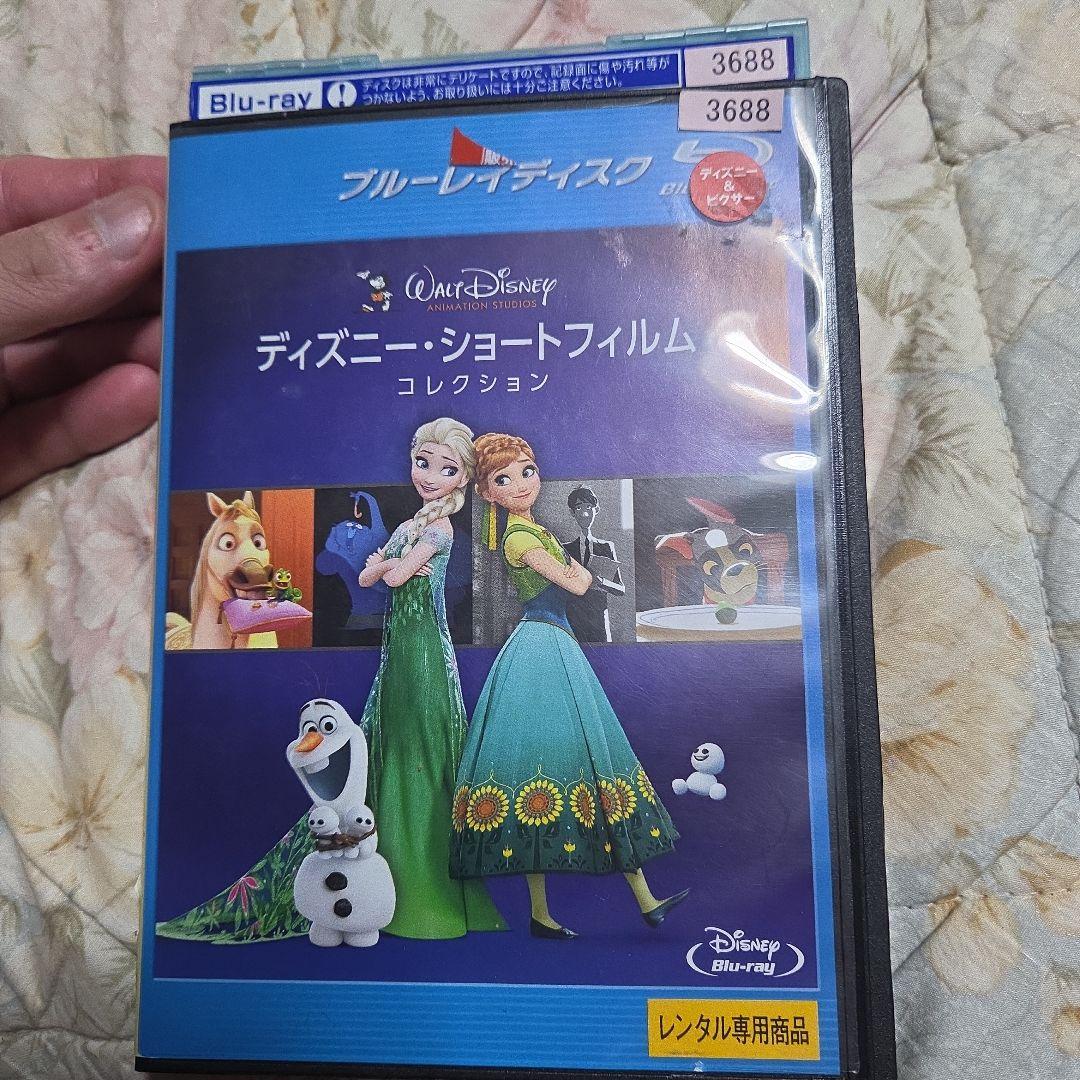 3688
ディスクは非常にデリケートですので、記録面に傷や汚れ等が
つかないよう、お取り扱いには十分ご注意ください。
Blu-ray
3688
ブルーレイディスク
ディズニー
&
ピクサー
WALT DISNEY
ANIMATION STUDIOS
ディズニー・ショートフィルム
コレクション
DISNEY
Blu-ray
レンタル専用商品